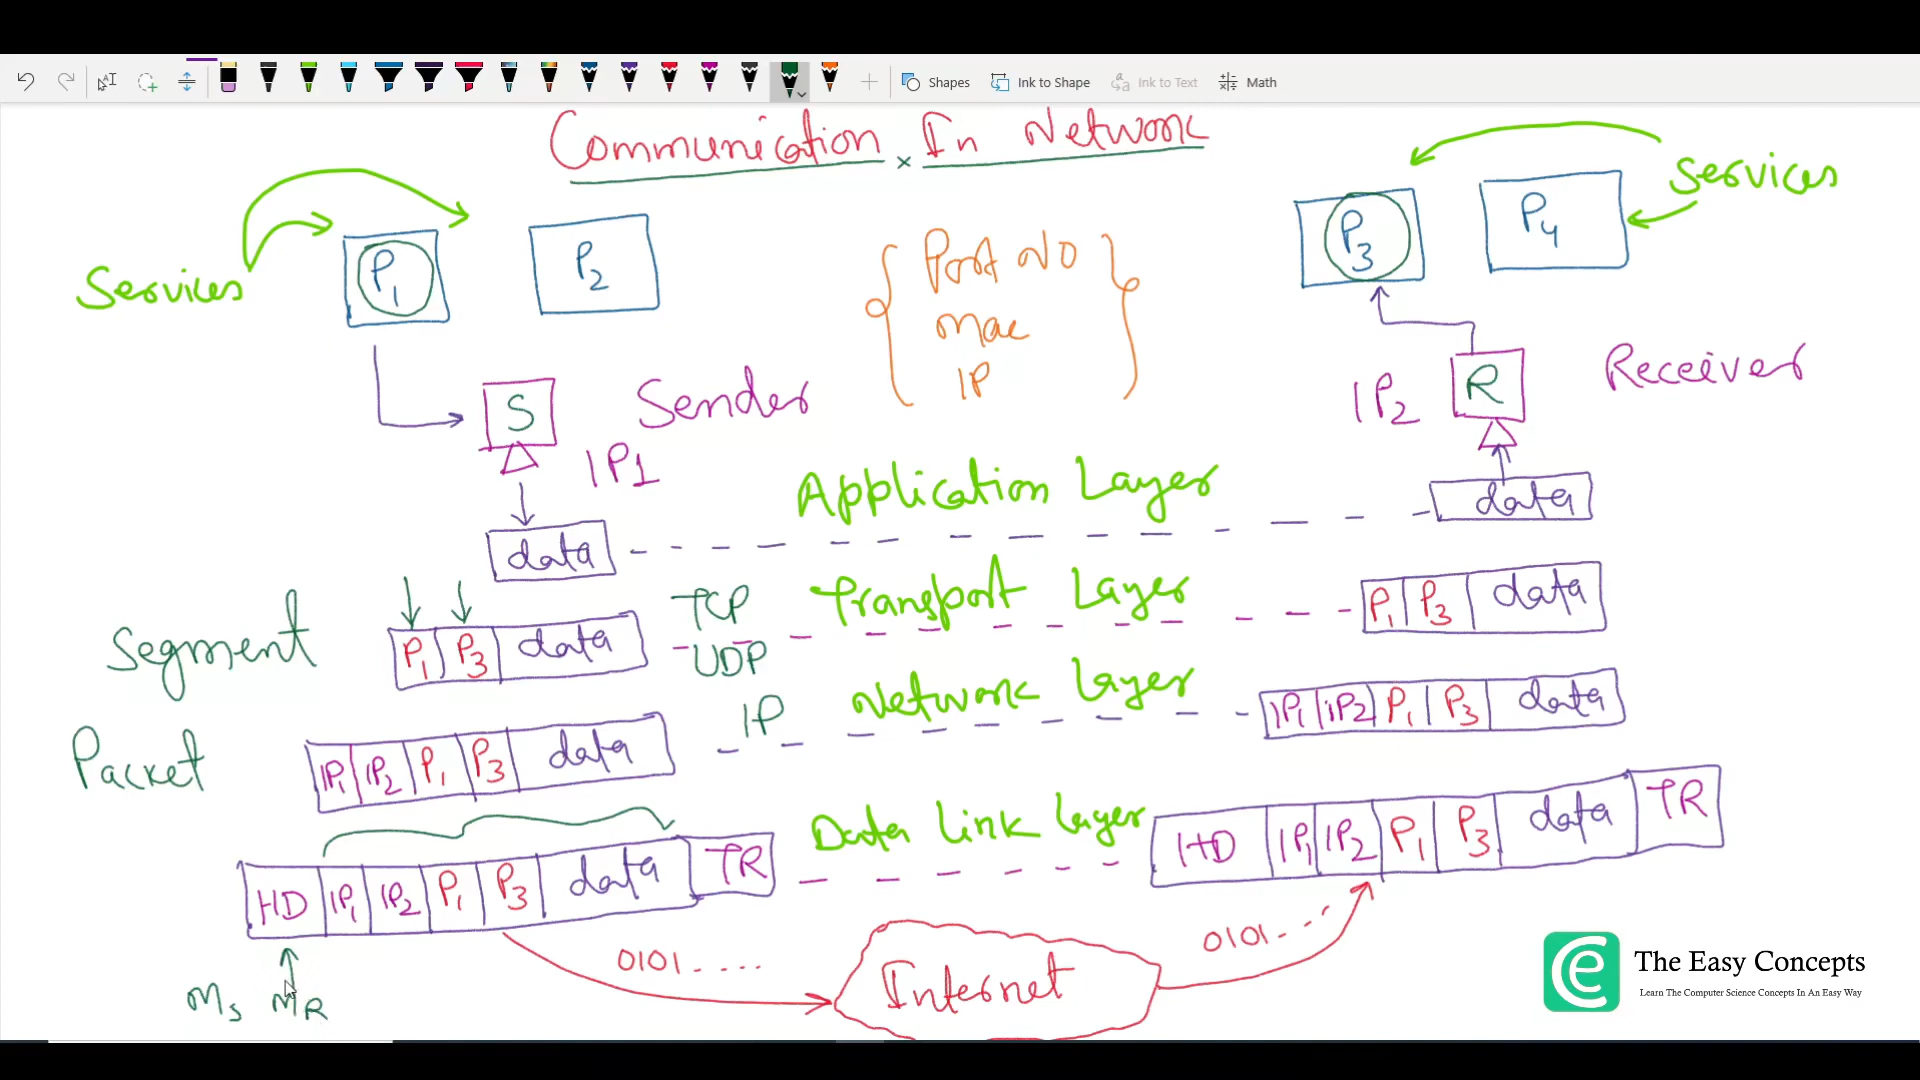 Shapes
Ink to Shape
Ink to Text
Math
Communication In Network
Services
P1
P2
Port NO
Mac
IP
P3
P4
Services
S
Sender
IP1
IP2
R
Receiver
Application Layer
data
data
Segment
P1 P3 data
TCP
UDP
Transport Layer
P1 P3 data
Packet
IP1 IP2 P1 P3 data
IP
Network Layer
IP1 IP2 P1 P3 data
HD IP1 IP2 P1 P3 data TR
Data Link Layer
HD IP1 IP2 P1 P3 data TR
MS MR
0101.....
Internet
0101...
The Easy Concepts
Learn The Computer Science Concepts In An Easy Way